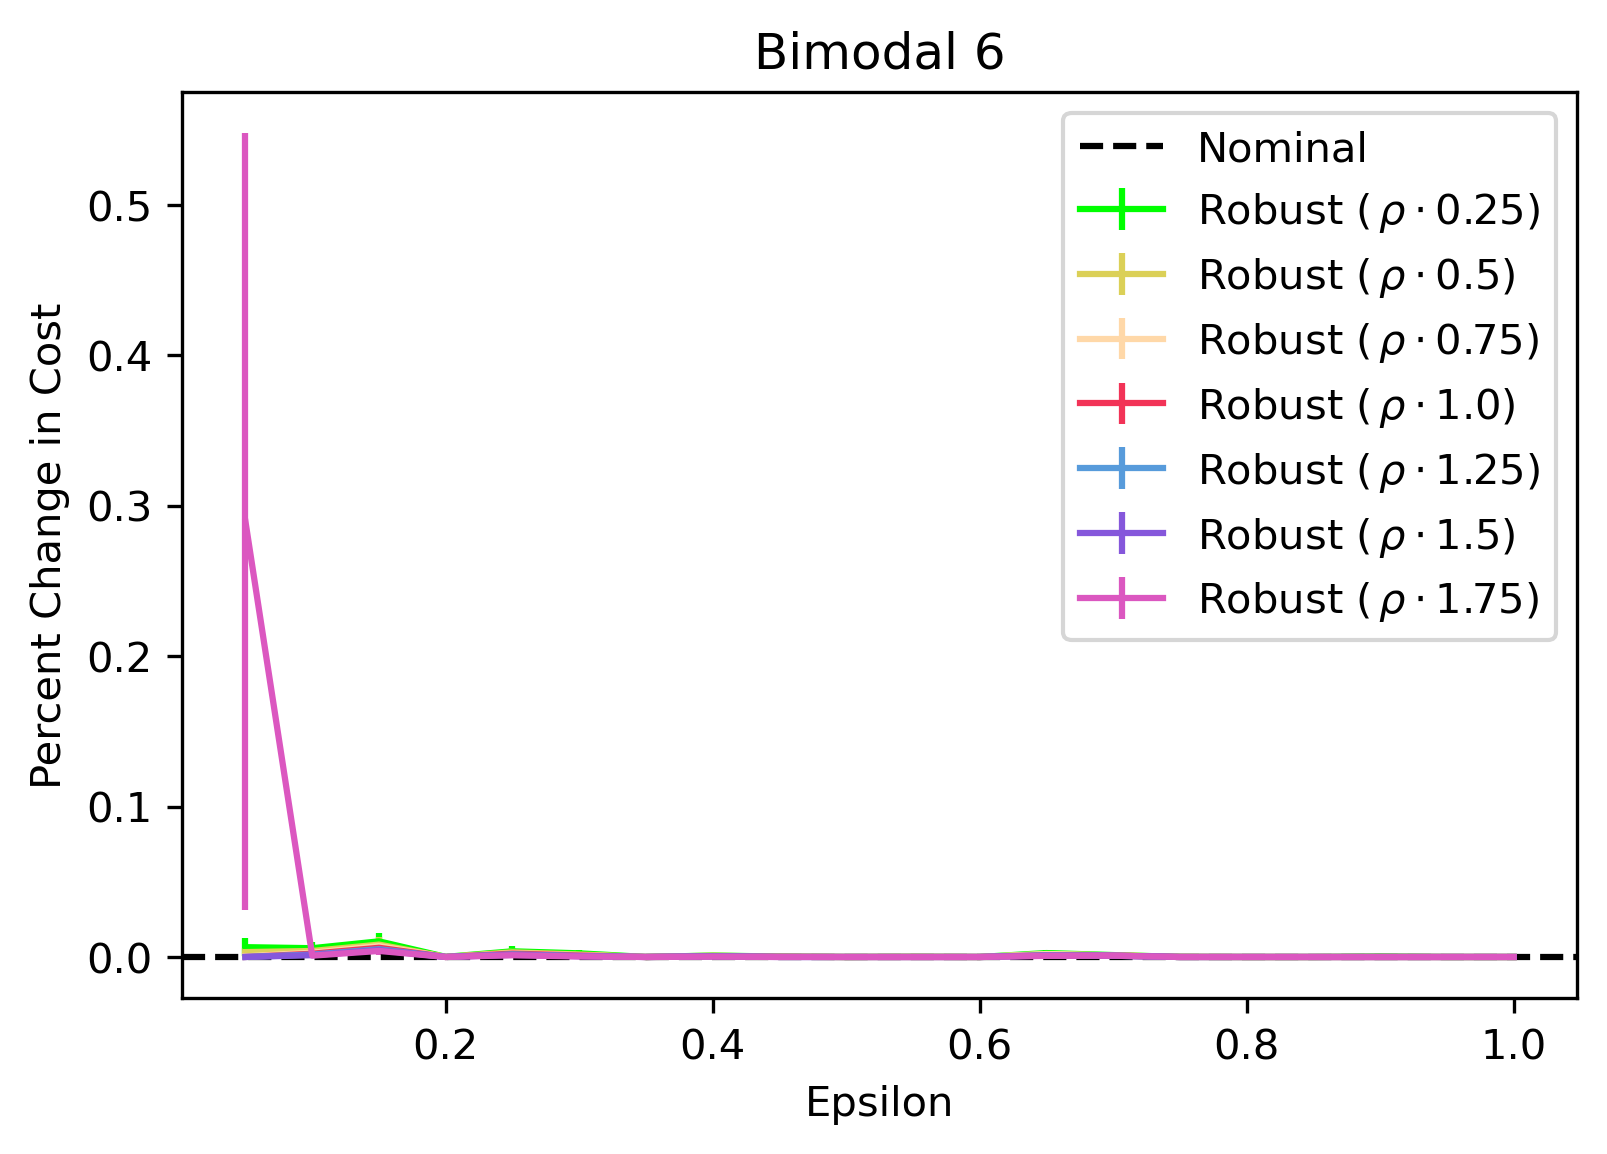 Bimodal 6
Percent Change in Cost
0.5
0.4
0.3
0.2
0.1
0.0
Nominal
Robust ( ρ · 0.25)
Robust ( ρ · 0.5)
Robust ( ρ · 0.75)
Robust ( ρ · 1.0)
Robust ( ρ · 1.25)
Robust ( ρ · 1.5)
Robust ( ρ · 1.75)
0.2 0.4 0.6 0.8 1.0
Epsilon